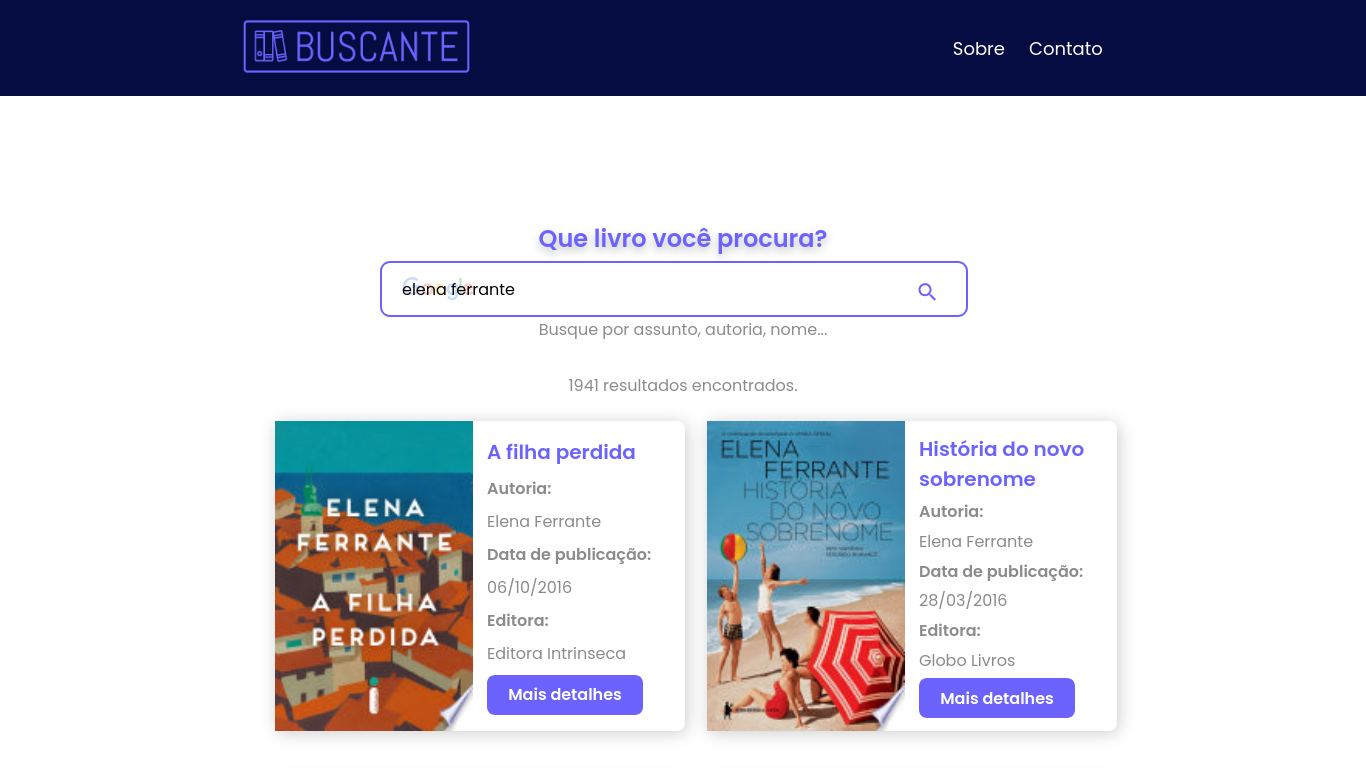 BUSCANTE
Sobre
Contato
Que livro você procura?
elena ferrante
Busque por assunto, autoria, nome...
1941 resultados encontrados.
ELENA
FERRANTE
A FILHA
PERDIDA
A filha perdida
Autoria:
Elena Ferrante
Data de publicação:
06/10/2016
Editora:
Editora Intrinseca
Mais detalhes
ELENA
FERRANTE
HISTÓRIA
DO NOVO
SOBRENOME
História do novo
sobrenome
Autoria:
Elena Ferrante
Data de publicação:
28/03/2016
Editora:
Globo Livros
Mais detalhes